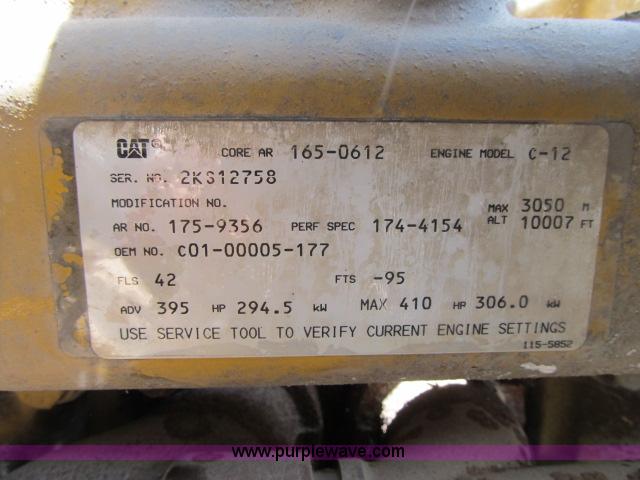 CAT® CORE AR 165-0612 ENGINE MODEL C-12
SER. NO. 2KS12758
MODIFICATION NO.
AR NO. 175-9356 PERF SPEC 174-4154 MAX ALT 3050 M 10007 FT
OEM NO. C01-00005-177
FLS 42 FTS -95
ADV 395 HP 294.5 kW MAX 410 HP 306.0 kW
USE SERVICE TOOL TO VERIFY CURRENT ENGINE SETTINGS
115-5852
www.purplewave.com